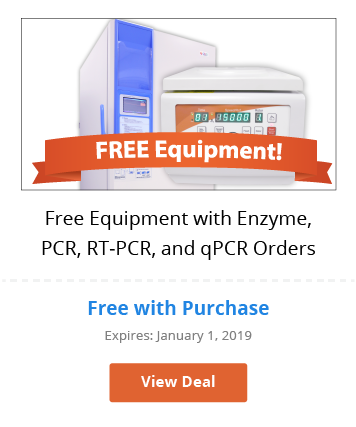 FREE Equipment!
Free Equipment with Enzyme,
PCR, RT-PCR, and qPCR Orders
Free with Purchase
Expires: January 1, 2019
View Deal